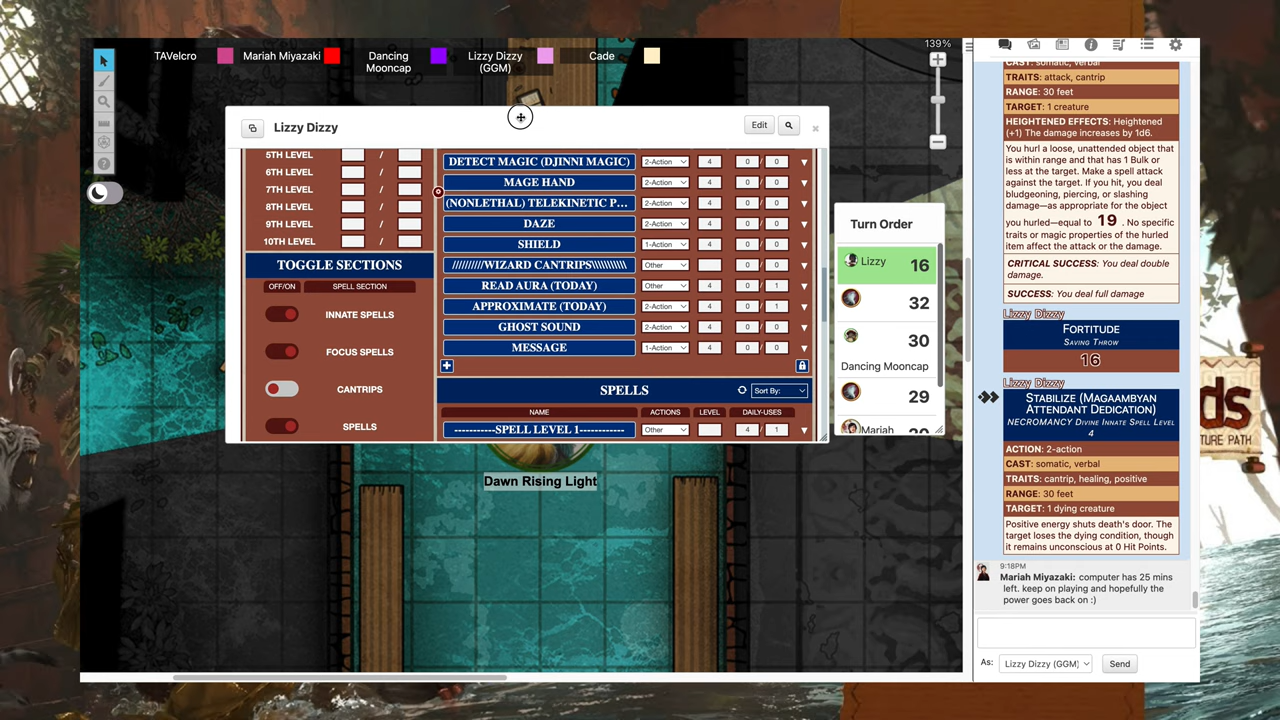 TAVelcro
Mariah Miyazaki
Dancing
Mooncap
Lizzy Dizzy
(GGM)
Cade
139%
Lizzy Dizzy
Edit
5TH LEVEL /
6TH LEVEL /
7TH LEVEL /
8TH LEVEL /
9TH LEVEL /
10TH LEVEL /
TOGGLE SECTIONS
OFF/ON SPELL SECTION
INNATE SPELLS
FOCUS SPELLS
CANTRIPS
SPELLS
DETECT MAGIC (DJINNI MAGIC) 2-Action 4 0 / 0
MAGE HAND 2-Action 4 0 / 0
(NONLETHAL) TELEKINETIC P... 2-Action 4 0 / 0
DAZE 2-Action 4 0 / 0
SHIELD 1-Action 4 0 / 0
//////////WIZARD CANTRIPS\\\\\\\\\\ Other 0 / 0
READ AURA (TODAY) Other 4 0 / 1
APPROXIMATE (TODAY) 2-Action 4 0 / 1
GHOST SOUND 2-Action 4 0 / 0
MESSAGE 1-Action 4 0 / 0
SPELLS
Sort By:
NAME ACTIONS LEVEL DAILY-USES
-----------SPELL LEVEL 1------------ Other 4 / 1
Turn Order
Lizzy 16
32
30
Dancing Mooncap
29
Mariah
Dawn Rising Light
CAST: somatic, verbal
TRAITS: attack, cantrip
RANGE: 30 feet
TARGET: 1 creature
HEIGHTENED EFFECTS: Heightened
(+1) The damage increases by 1d6.
You hurl a loose, unattended object that
is within range and that has 1 Bulk or
less at the target. Make a spell attack
against the target. If you hit, you deal
bludgeoning, piercing, or slashing
damage—as appropriate for the object
you hurled—equal to 19 . No specific
traits or magic properties of the hurled
item affect the attack or the damage.
CRITICAL SUCCESS: You deal double
damage.
SUCCESS: You deal full damage
Lizzy Dizzy
FORTITUDE
SAVING THROW
16
Lizzy Dizzy
STABILIZE (MAGAAMBYAN
ATTENDANT DEDICATION)
NECROMANCY DIVINE INNATE SPELL LEVEL
4
ACTION: 2-action
CAST: somatic, verbal
TRAITS: cantrip, healing, positive
RANGE: 30 feet
TARGET: 1 dying creature
Positive energy shuts death's door. The
target loses the dying condition, though
it remains unconscious at 0 Hit Points.
9:18PM
Mariah Miyazaki: computer has 25 mins
left. keep on playing and hopefully the
power goes back on :)
As: Lizzy Dizzy (GGM) Send
ds
TURE PATH